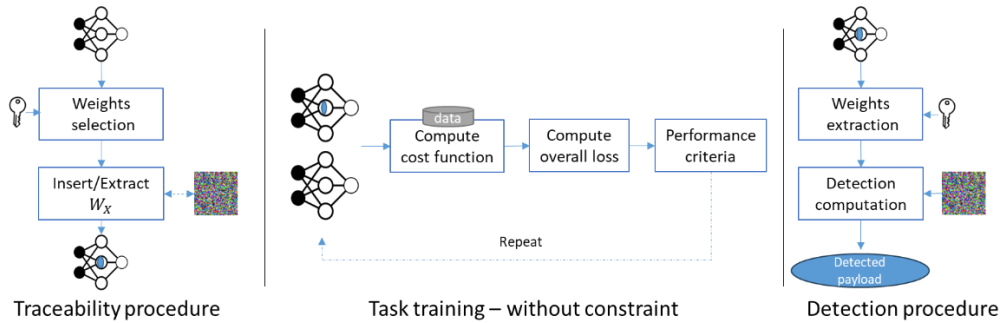 Weights
selection
Insert/Extract
W_X
Traceability procedure
data
Compute
cost function
Compute
overall loss
Performance
criteria
Repeat
Task training – without constraint
Weights
extraction
Detection
computation
Detected
payload
Detection procedure